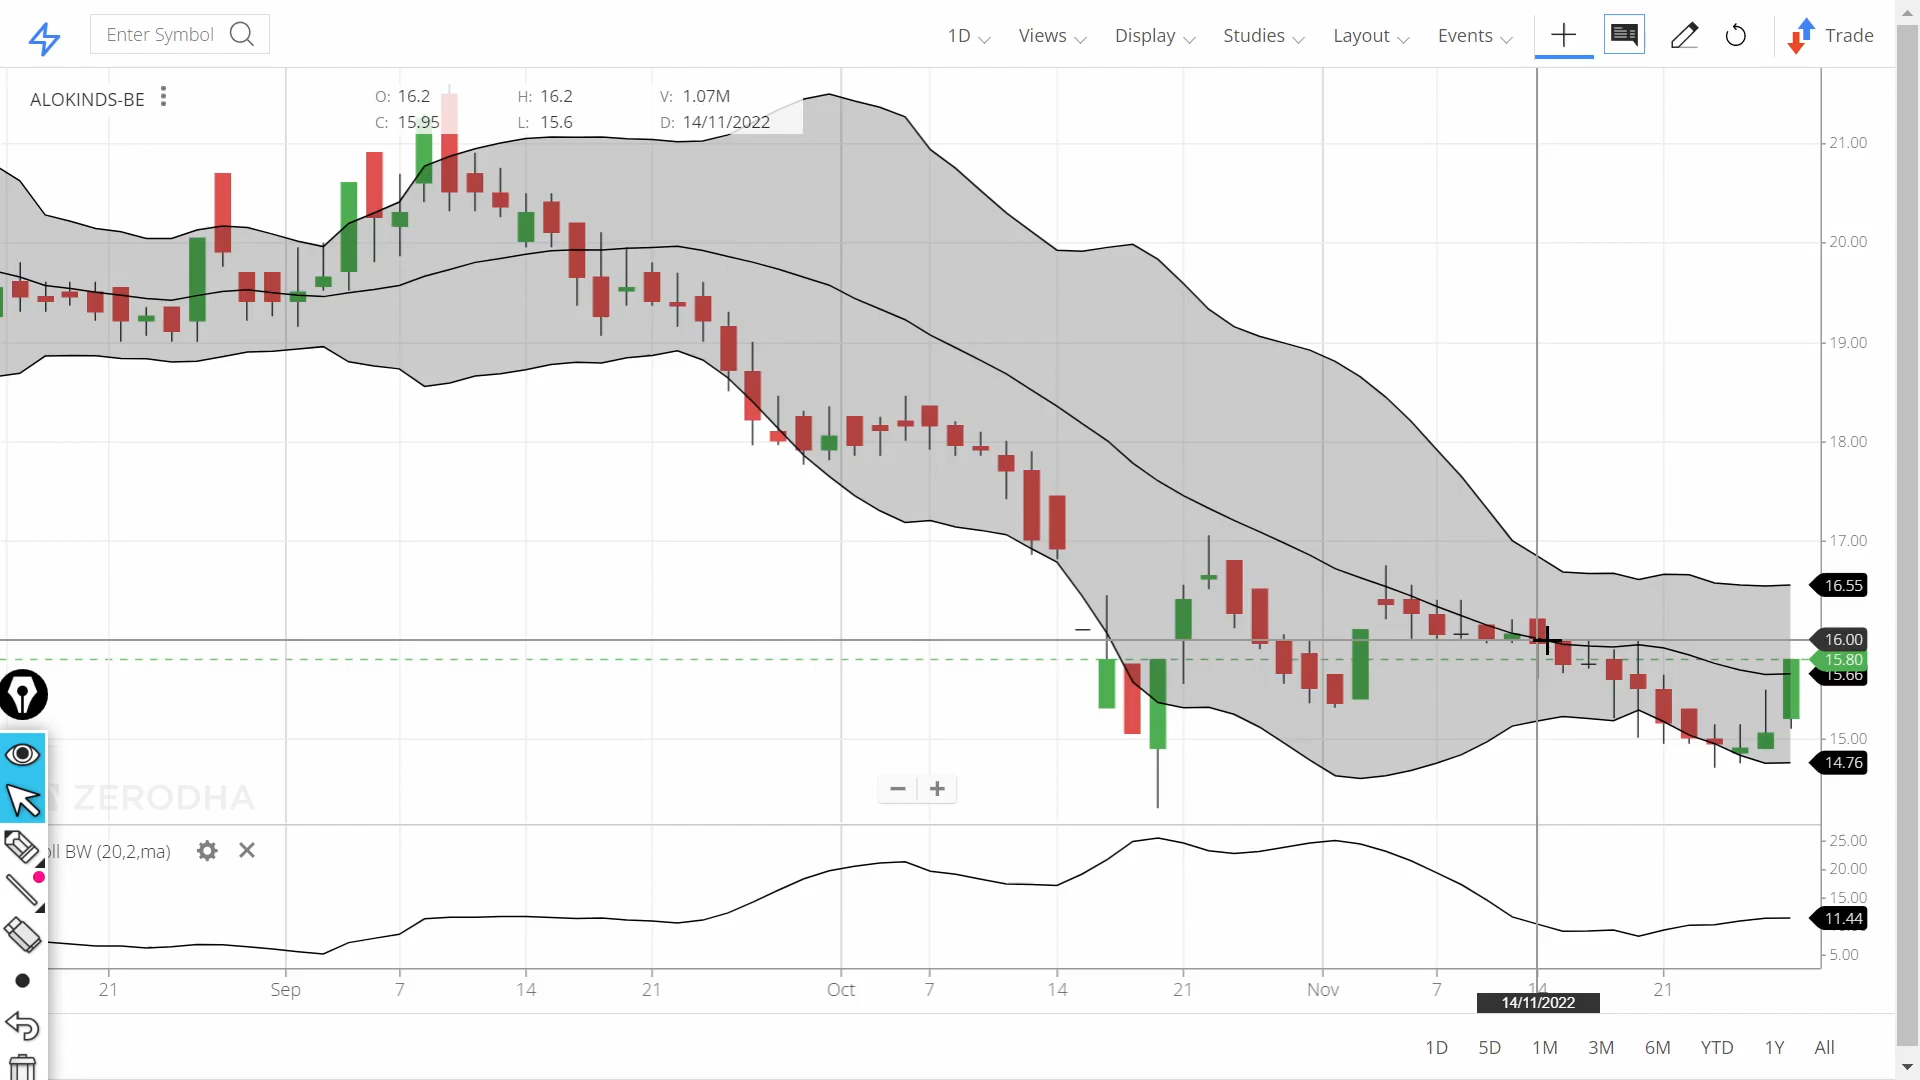 Enter Symbol
1D Views Display Studies Layout Events Trade
ALOKINDS-BE
O: 16.2 H: 16.2 V: 1.07M
C: 15.95 L: 15.6 D: 14/11/2022
21.00
20.00
19.00
18.00
17.00
16.55
16.00
15.80
15.66
15.00
14.76
ZERODHA
oll BW (20,2,ma)
25.00
20.00
15.00
11.44
5.00
21 Sep 7 14 21 Oct 7 14 21 Nov 7 14 21
14/11/2022
1D 5D 1M 3M 6M YTD 1Y All